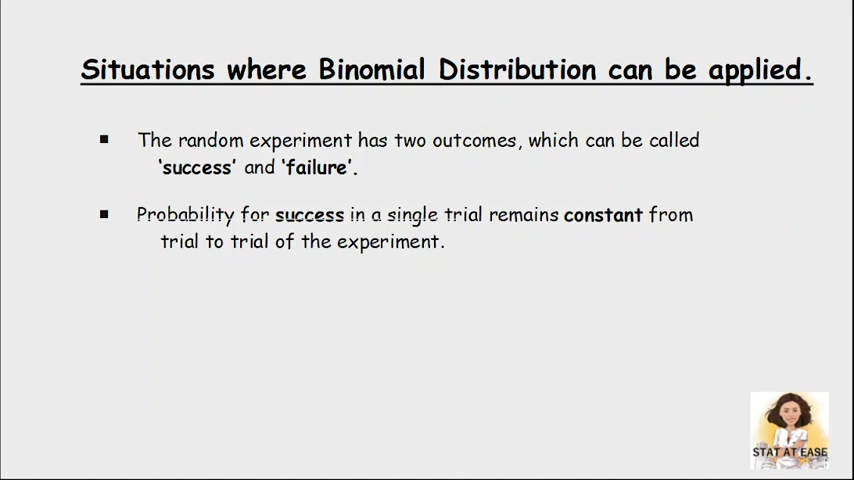 Situations where Binomial Distribution can be applied.
▪ The random experiment has two outcomes, which can be called
‘success’ and ‘failure’.
▪ Probability for success in a single trial remains constant from
trial to trial of the experiment.
STAT AT EASE